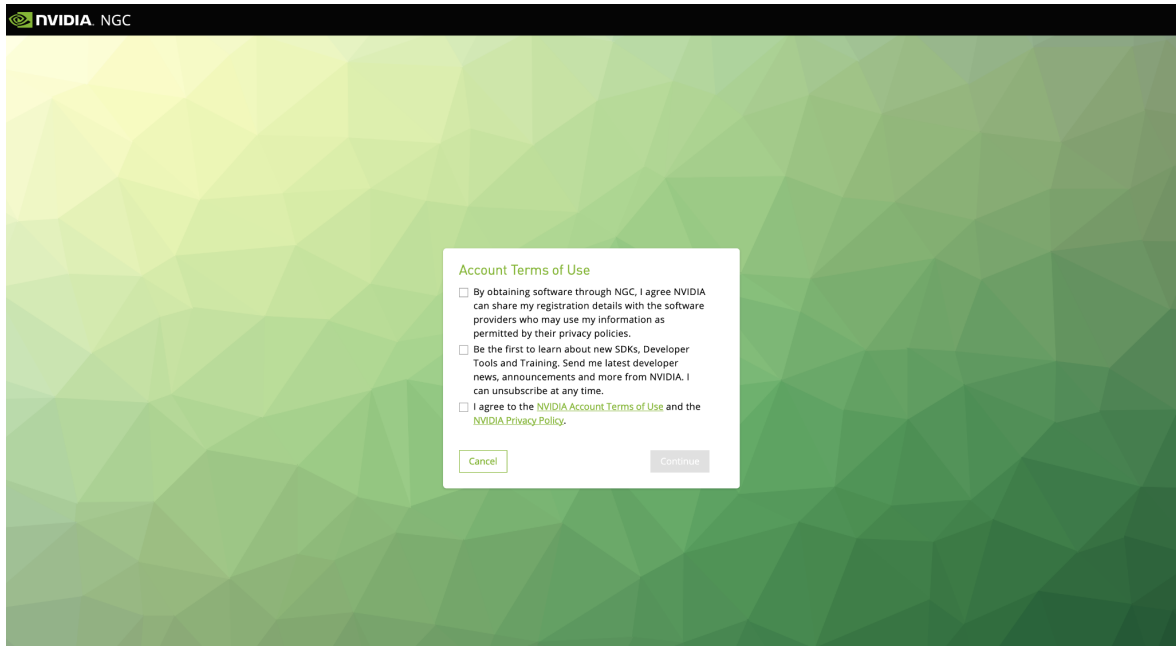 NVIDIA. NGC
Account Terms of Use
By obtaining software through NGC, I agree NVIDIA
can share my registration details with the software
providers who may use my information as
permitted by their privacy policies.
Be the first to learn about new SDKs, Developer
Tools and Training. Send me latest developer
news, announcements and more from NVIDIA. I
can unsubscribe at any time.
I agree to the NVIDIA Account Terms of Use and the
NVIDIA Privacy Policy.
Cancel
Continue